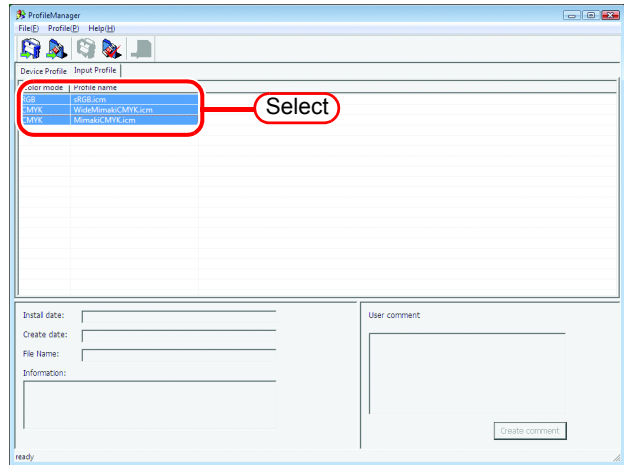 ProfileManager
File(F) Profile(P) Help(H)
Device Profile Input Profile
Color mode Profile name
RGB sRGB.icm
CMYK WideMimakiCMYK.icm
CMYK MimakiCMYK.icm
Select
Install date:
User comment
Create date:
File Name:
Information:
Create comment
ready